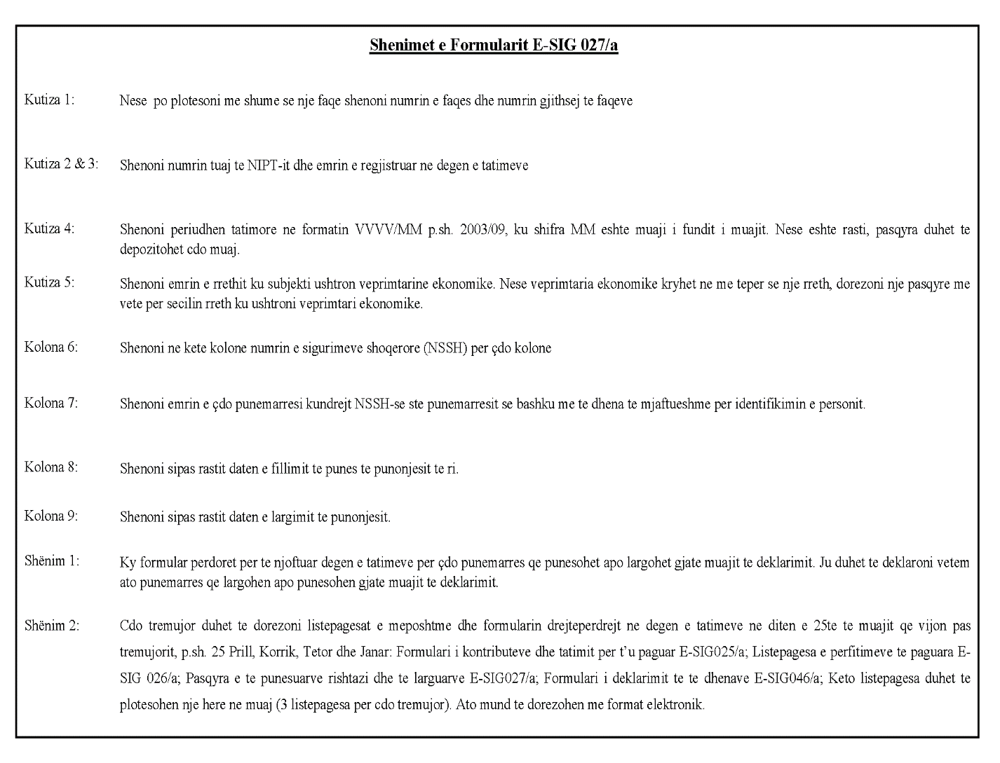 Shenimet e Formularit E-SIG 027/a
Kutiza 1: Nese po plotesoni me shume se nje faqe shenoni numrin e faqes dhe numrin gjithsej te faqeve
Kutiza 2 & 3: Shenoni numrin tuaj te NIPT-it dhe emrin e regjistruar ne degen e tatimeve
Kutiza 4: Shenoni periudhen tatimore ne formatin VVVV/MM p.sh. 2003/09, ku shifra MM eshte muaji i fundit i muajit. Nese eshte rasti, pasqyra duhet te
depozitohet cdo muaj.
Kutiza 5: Shenoni emrin e rrethit ku subjekti ushtron veprimtarine ekonomike. Nese veprimtaria ekonomike kryhet ne me teper se nje rreth, dorezoni nje pasqyre me
vete per secilin rreth ku ushtroni veprimtari ekonomike.
Kolona 6: Shenoni ne kete kolone numrin e sigurimeve shoqerore (NSSH) per çdo kolone
Kolona 7: Shenoni emrin e çdo punemarresi kundrejt NSSH-se ste punemarresit se bashku me te dhena te mjaftueshme per identifikimin e personit.
Kolona 8: Shenoni sipas rastit daten e fillimit te punes te punonjesit te ri.
Kolona 9: Shenoni sipas rastit daten e largimit te punonjesit.
Shënim 1: Ky formular perdoret per te njoftuar degen e tatimeve per çdo punemarres qe punesohet apo largohet gjate muajit te deklarimit. Ju duhet te deklaroni vetem
ato punemarres qe largohen apo punesohen gjate muajit te deklarimit.
Shënim 2: Cdo tremujor duhet te dorezoni listepagesat e meposhtme dhe formularin drejteperdrejt ne degen e tatimeve ne diten e 25te te muajit qe vijon pas
tremujorit, p.sh. 25 Prill, Korrik, Tetor dhe Janar: Formulari i kontributeve dhe tatimit per t'u paguar E-SIG025/a; Listepagesa e perfitimeve te paguara E-
SIG 026/a; Pasqyra e te punesuarve rishtazi dhe te larguarve E-SIG027/a; Formulari i deklarimit te te dhenave E-SIG046/a; Keto listepagesa duhet te
plotesohen nje here ne muaj (3 listepagesa per cdo tremujor). Ato mund te dorezohen me format elektronik.